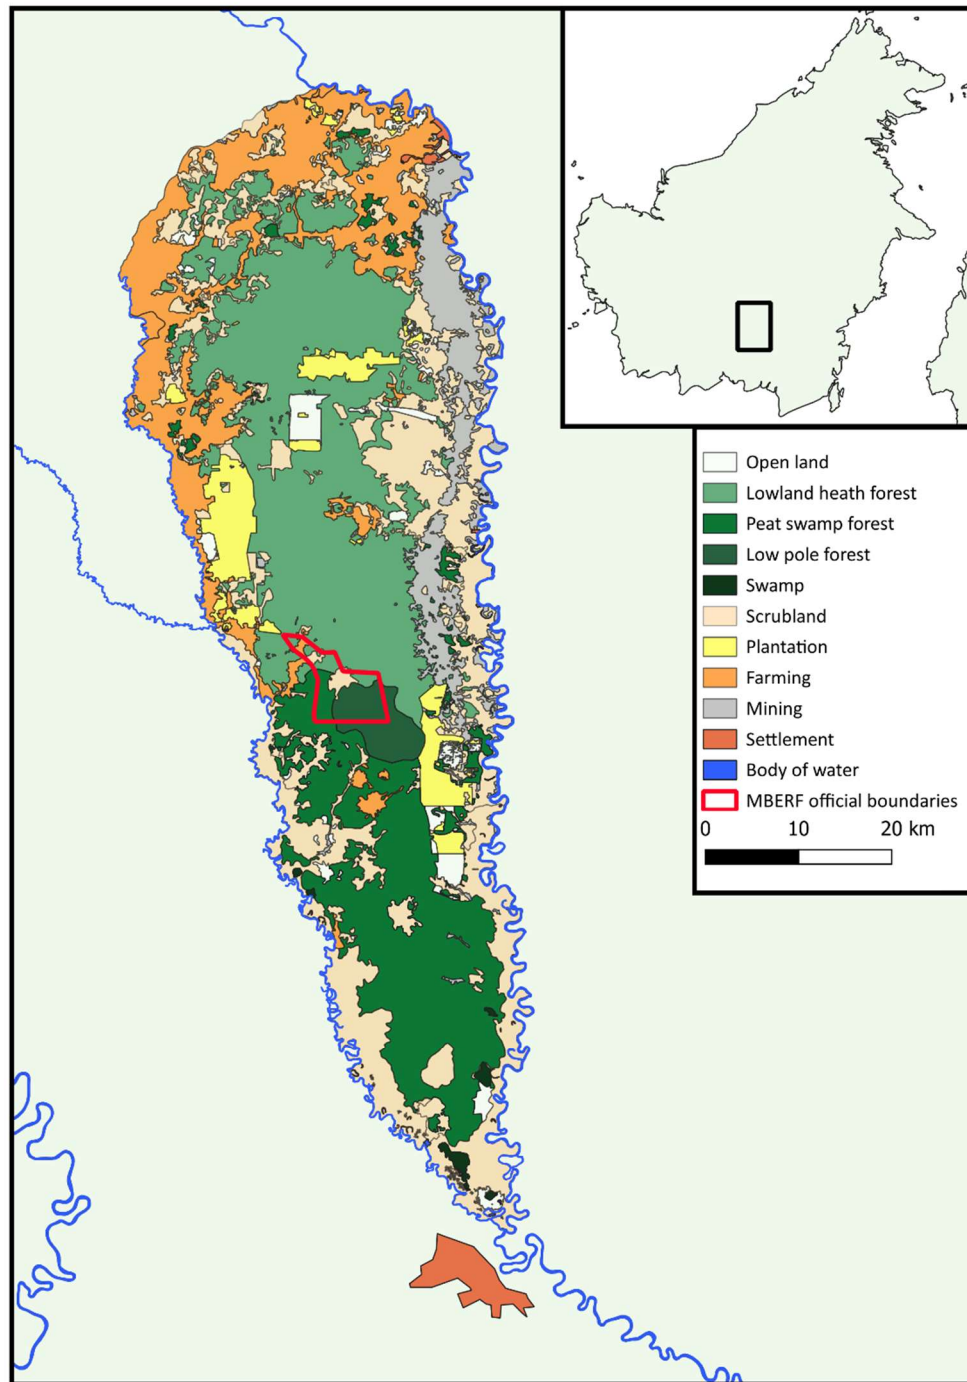 Open land
Lowland heath forest
Peat swamp forest
Low pole forest
Swamp
Scrubland
Plantation
Farming
Mining
Settlement
Body of water
MBERF official boundaries
0 10 20 km